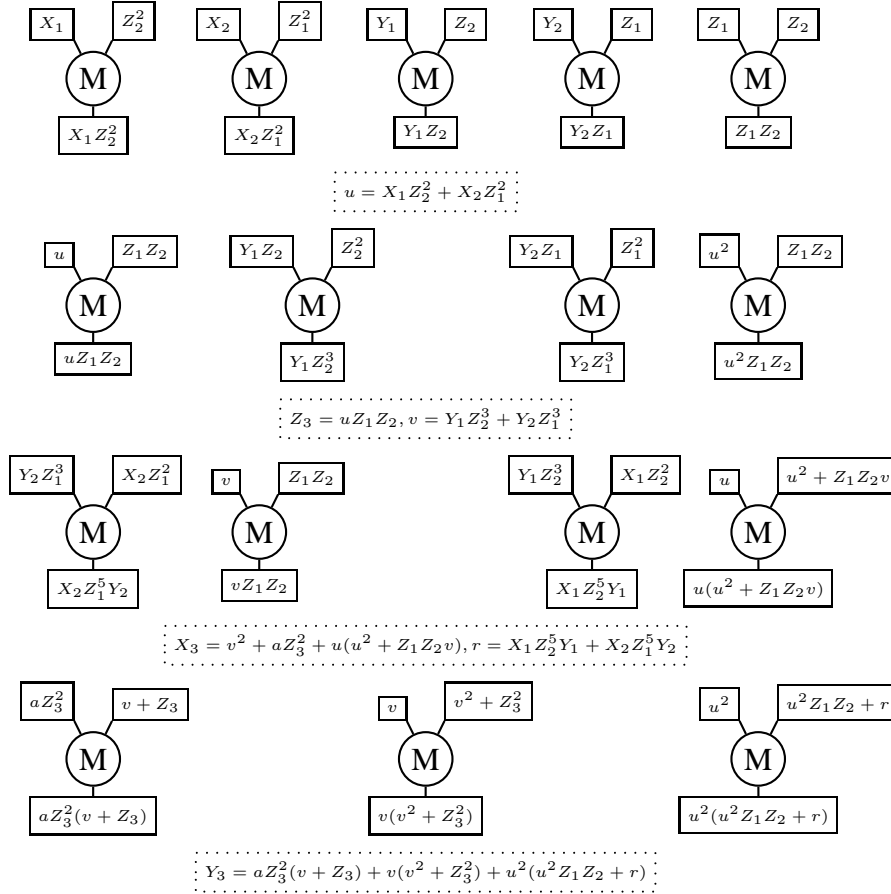 X_1 Z_2^2 X_2 Z_1^2 Y_1 Z_2 Y_2 Z_1 Z_1 Z_2
M M M M M
X_1Z_2^2 X_2Z_1^2 Y_1Z_2 Y_2Z_1 Z_1Z_2
u = X_1Z_2^2 + X_2Z_1^2
u Z_1Z_2 Y_1Z_2 Z_2^2 Y_2Z_1 Z_1^2 u^2 Z_1Z_2
M M M M
uZ_1Z_2 Y_1Z_2^3 Y_2Z_1^3 u^2Z_1Z_2
Z_3 = uZ_1Z_2, v = Y_1Z_2^3 + Y_2Z_1^3
Y_2Z_1^3 X_2Z_1^2 v Z_1Z_2 Y_1Z_2^3 X_1Z_2^2 u u^2 + Z_1Z_2v
M M M M
X_2Z_1^5Y_2 vZ_1Z_2 X_1Z_2^5Y_1 u(u^2 + Z_1Z_2v)
X_3 = v^2 + aZ_3^2 + u(u^2 + Z_1Z_2v), r = X_1Z_2^5Y_1 + X_2Z_1^5Y_2
aZ_3^2 v + Z_3 v v^2 + Z_3^2 u^2 u^2Z_1Z_2 + r
M M M
aZ_3^2(v + Z_3) v(v^2 + Z_3^2) u^2(u^2Z_1Z_2 + r)
Y_3 = aZ_3^2(v + Z_3) + v(v^2 + Z_3^2) + u^2(u^2Z_1Z_2 + r)